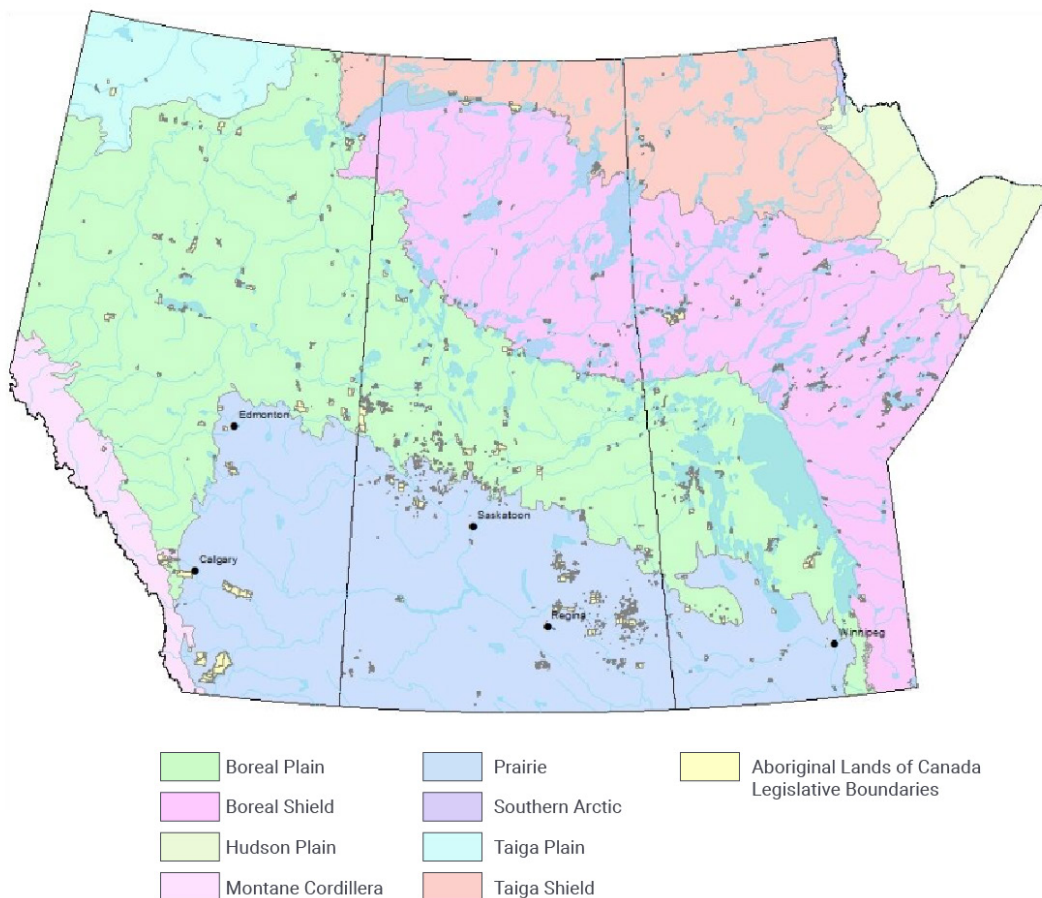 Edmonton
Saskatoon
Calgary
Regina
Winnipeg
Boreal Plain
Boreal Shield
Hudson Plain
Montane Cordillera
Prairie
Southern Arctic
Taiga Plain
Taiga Shield
Aboriginal Lands of Canada
Legislative Boundaries